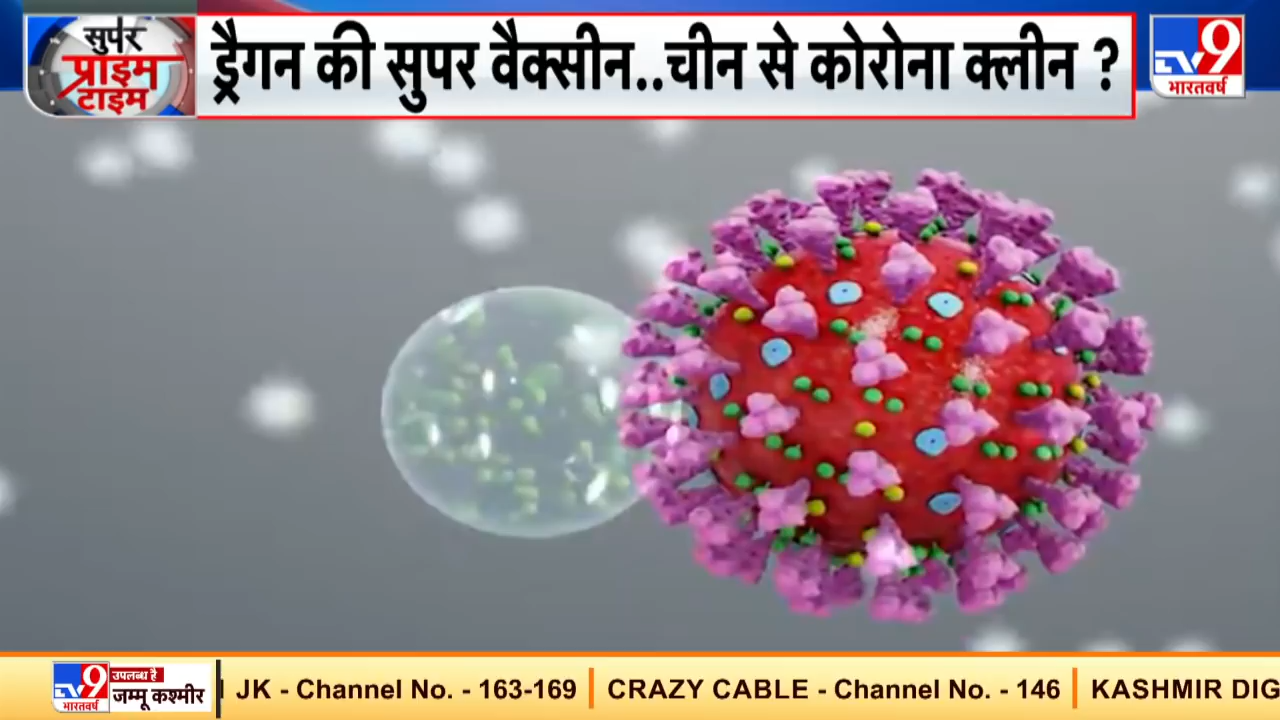 सुपर
प्राइम
टाइम
ड्रैगन की सुपर वैक्सीन..चीन से कोरोना क्लीन ?
TV9
भारतवर्ष
TV9
भारतवर्ष
उपलब्ध है
जम्मू कश्मीर
JK - Channel No. - 163-169
CRAZY CABLE - Channel No. - 146
KASHMIR DIG